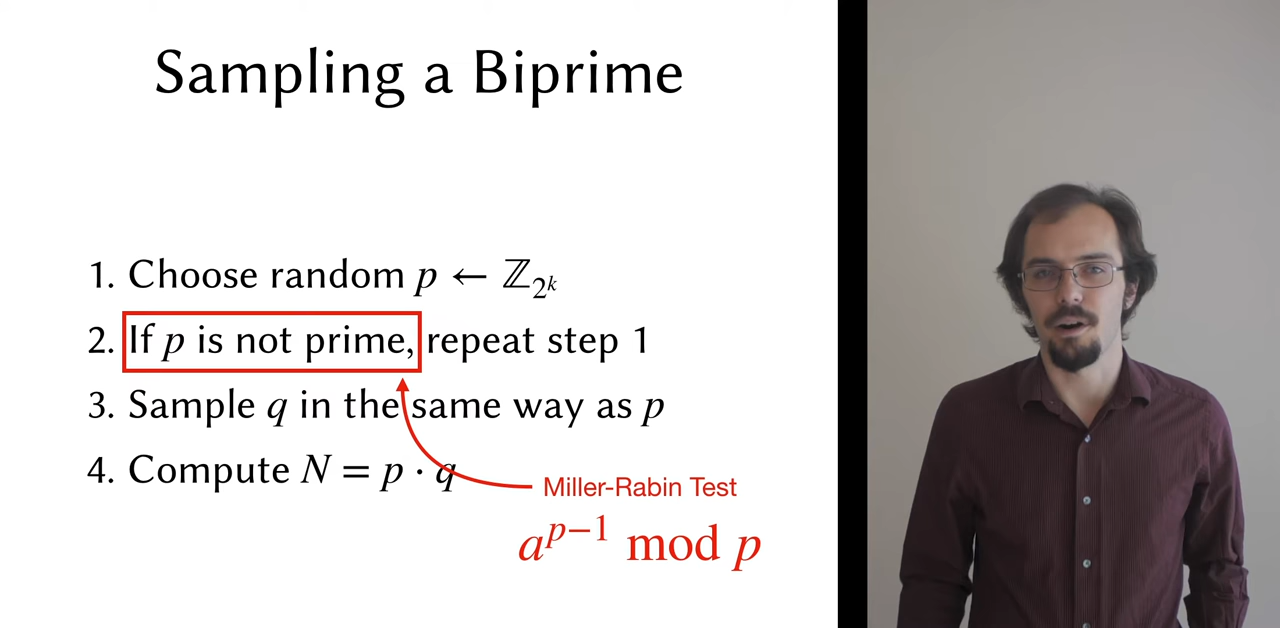 Sampling a Biprime
1. Choose random p ← ℤ_{2^k}
2. If p is not prime, repeat step 1
3. Sample q in the same way as p
4. Compute N = p · q
Miller-Rabin Test
a^{p−1} mod p